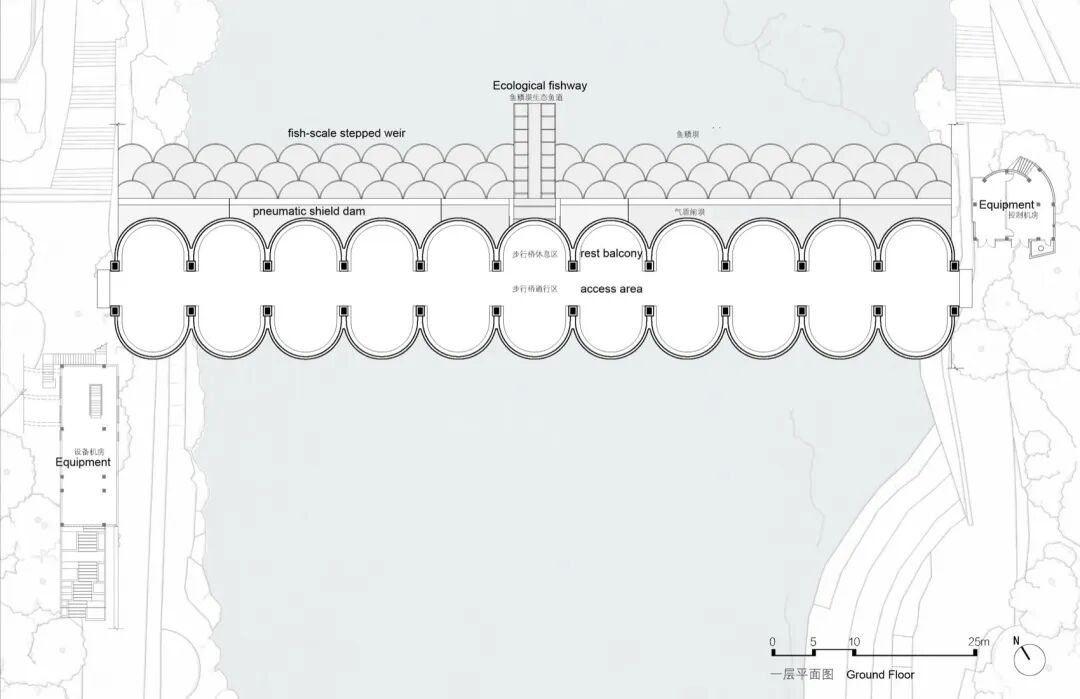 Ecological fishway
鱼鳞坝生态鱼道
fish-scale stepped weir
鱼鳞坝
pneumatic shield dam
气盾闸坝
Equipment
控制机房
步行桥休息区
rest balcony
步行桥通行区
access area
设备机房
Equipment
0 5 10 25m
N
一层平面图 Ground Floor